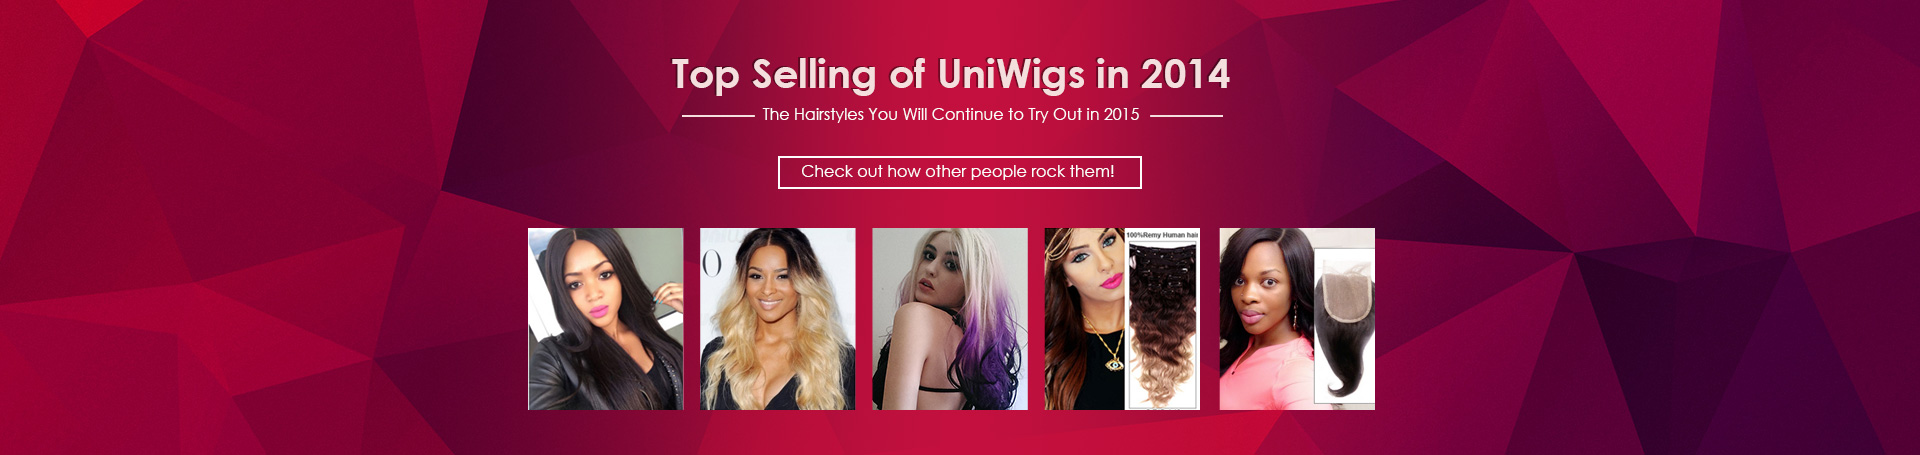 Top Selling of UniWigs in 2014
The Hairstyles You Will Continue to Try Out in 2015
Check out how other people rock them!
O
100%Remy Human hair